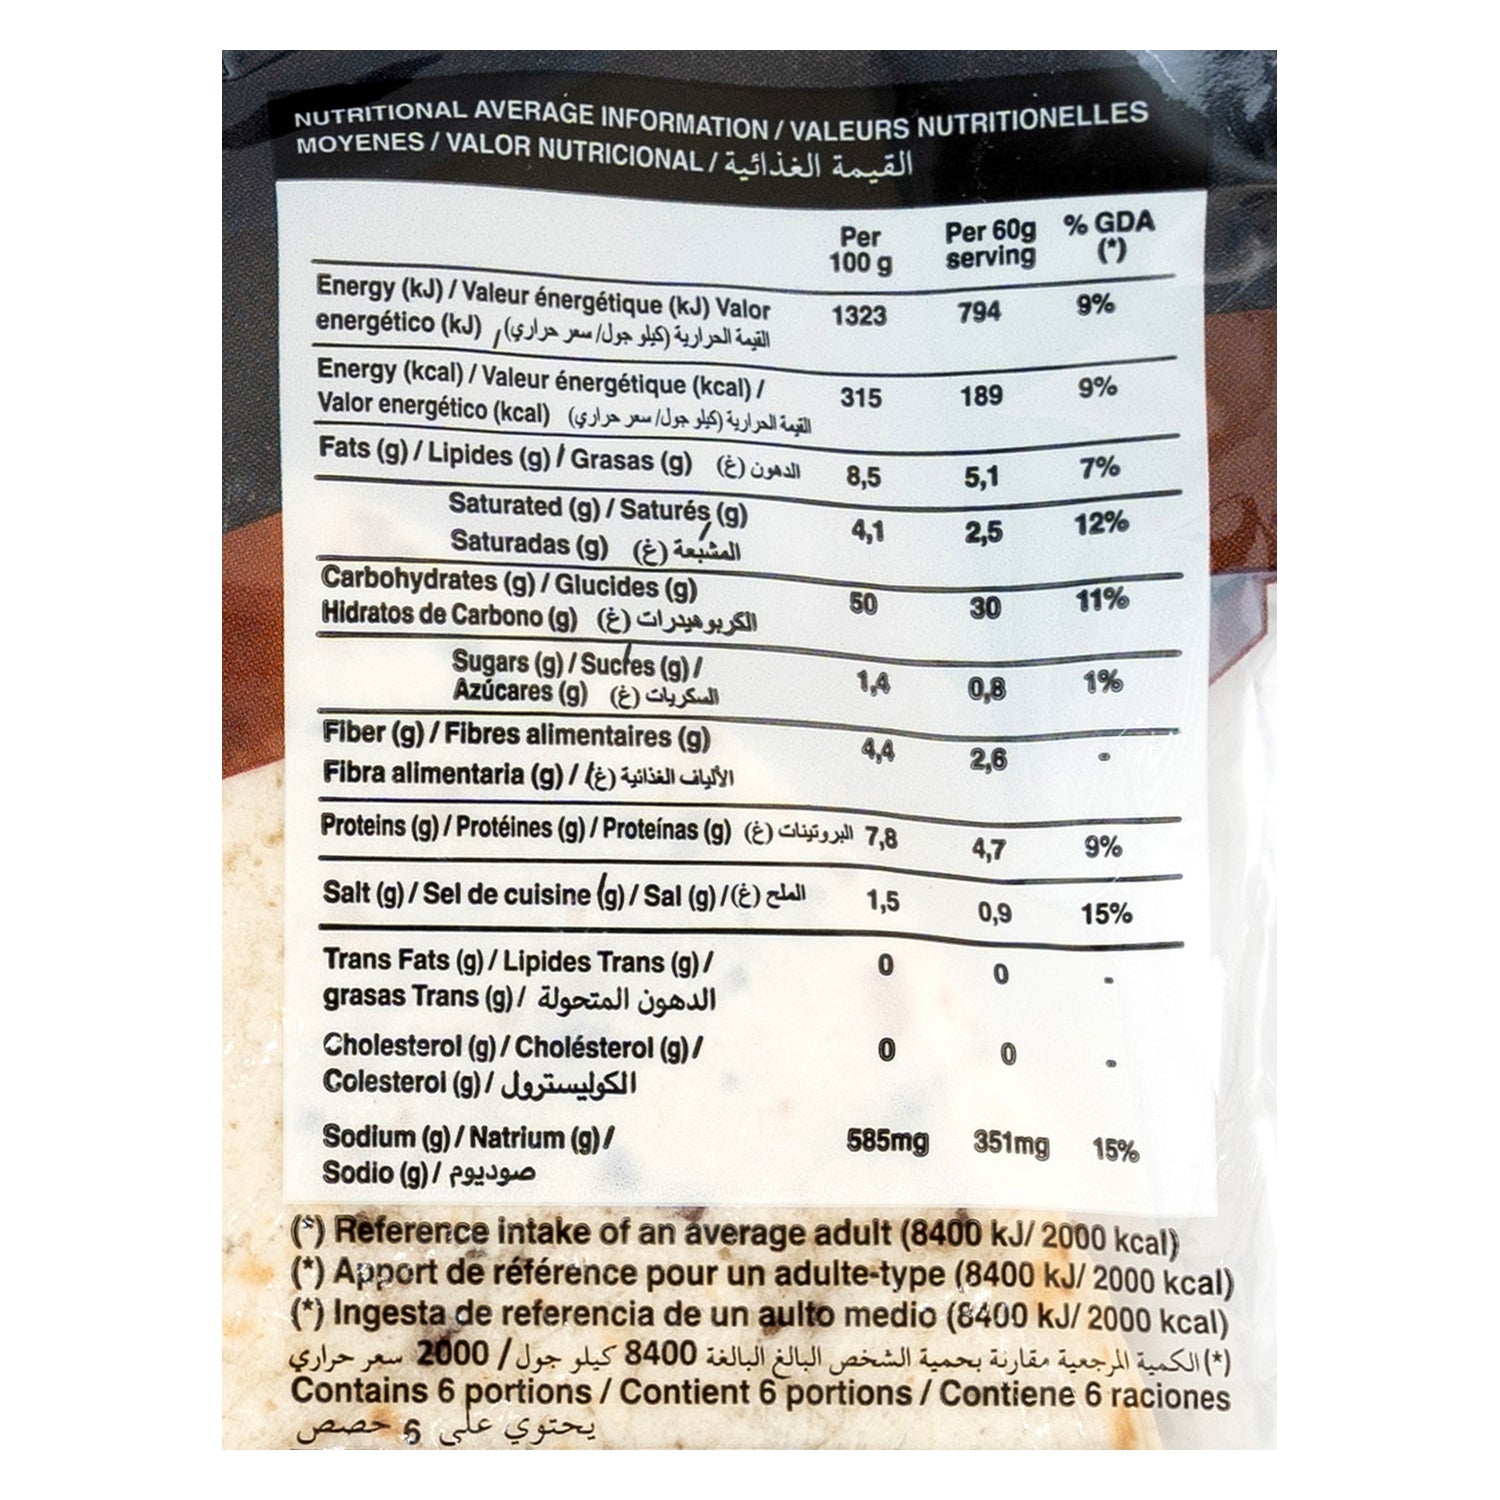 NUTRITIONAL AVERAGE INFORMATION / VALEURS NUTRITIONELLES
MOYENES / VALOR NUTRICIONAL / القيمة الغذائية
Per 100 g Per 60g serving % GDA (*)
Energy (kJ) / Valeur énergétique (kJ) Valor
energético (kJ) / القيمة الحرارية (كيلو جول/ سعر حراري) 1323 794 9%
Energy (kcal) / Valeur énergétique (kcal) /
Valor energético (kcal) القيمة الحرارية (كيلو جول/ سعر حراري) 315 189 9%
Fats (g) / Lipides (g) / Grasas (g) الدهون (غ) 8,5 5,1 7%
Saturated (g) / Saturés (g) /
Saturadas (g) المشبعة (غ) 4,1 2,5 12%
Carbohydrates (g) / Glucides (g)
Hidratos de Carbono (g) الكربوهيدرات (غ) 50 30 11%
Sugars (g) / Sucres (g) /
Azúcares (g) السكريات (غ) 1,4 0,8 1%
Fiber (g) / Fibres alimentaires (g)
Fibra alimentaria (g) / الألياف الغذائية (غ) 4,4 2,6 -
Proteins (g) / Protéines (g) / Proteínas (g) البروتينات (غ) 7,8 4,7 9%
Salt (g) / Sel de cuisine (g) / Sal (g) / الملح (غ) 1,5 0,9 15%
Trans Fats (g) / Lipides Trans (g) /
grasas Trans (g) / الدهون المتحولة 0 0 -
Cholesterol (g) / Cholésterol (g) /
Colesterol (g) / الكوليسترول 0 0 -
Sodium (g) / Natrium (g) /
Sodio (g) / صوديوم 585mg 351mg 15%
(*) Reference intake of an average adult (8400 kJ/ 2000 kcal)
(*) Apport de référence pour un adulte-type (8400 kJ/ 2000 kcal)
(*) Ingesta de referencia de un aulto medio (8400 kJ/ 2000 kcal)
(*) الكمية المرجعية مقارنة بحمية الشخص البالغ البالغة 8400 كيلو جول / 2000 سعر حراري
Contains 6 portions / Contient 6 portions / Contiene 6 raciones
يحتوي على 6 حصص